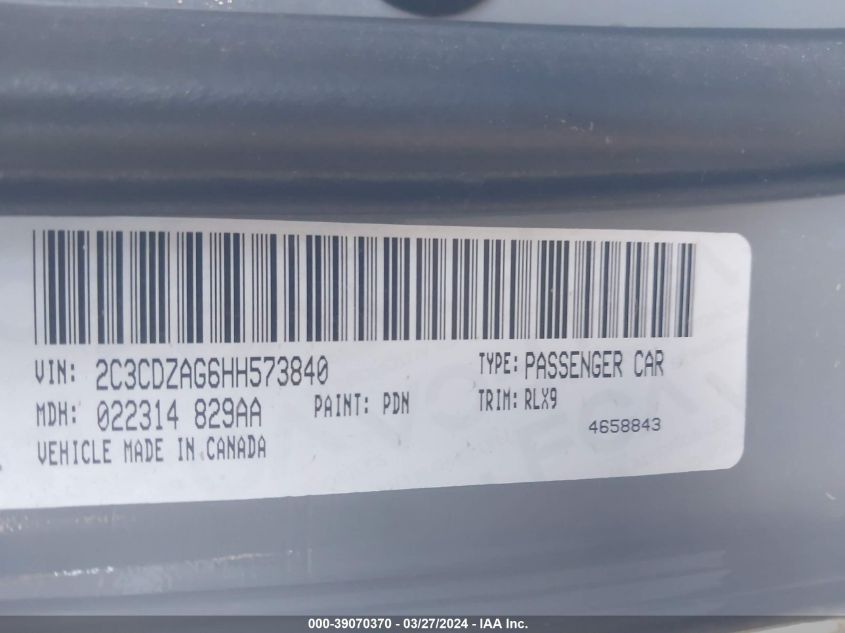 VIN: 2C3CDZAG6HH573840 TYPE: PASSENGER CAR
MDH: 022314 829AA PAINT: PDN TRIM: RLX9
4658843
VEHICLE MADE IN CANADA
000-39070370 - 03/27/2024 - IAA Inc.